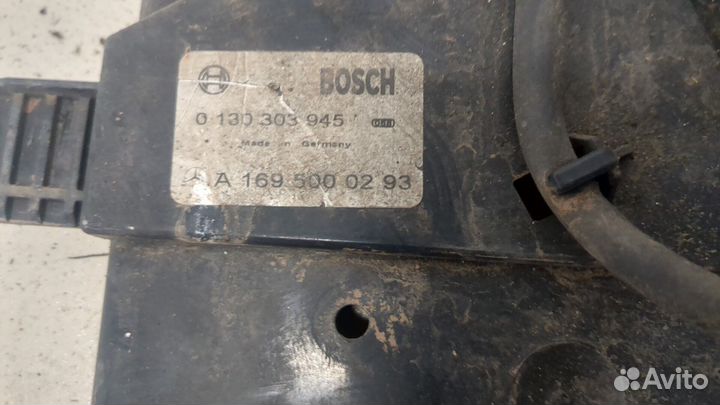 BOSCH
0 130 303 945
Made in Germany
A 169 500 02 93
Avito